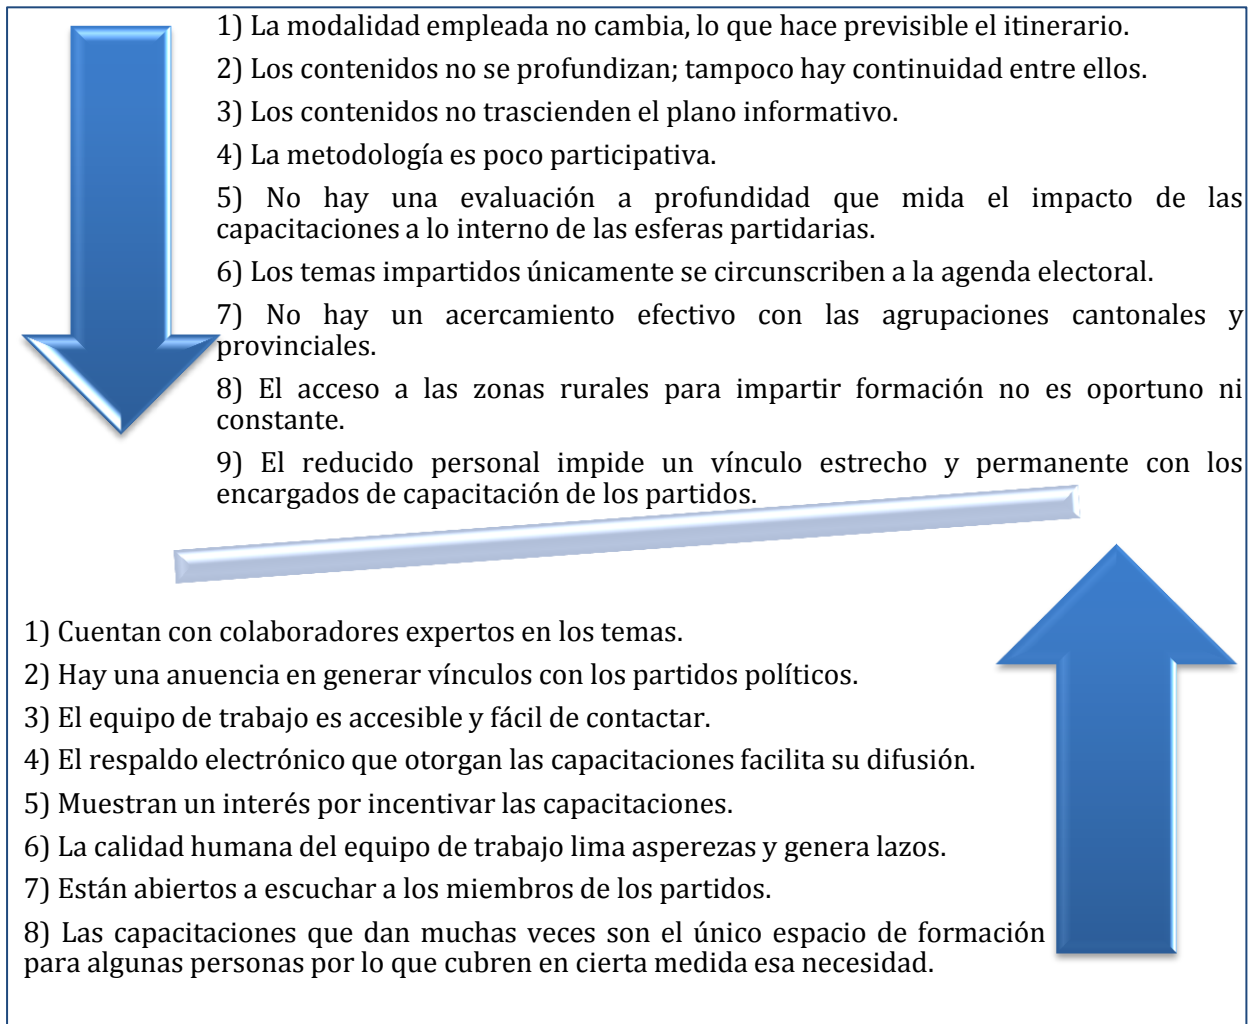 1) La modalidad empleada no cambia, lo que hace previsible el itinerario.
2) Los contenidos no se profundizan; tampoco hay continuidad entre ellos.
3) Los contenidos no trascienden el plano informativo.
4) La metodología es poco participativa.
5) No hay una evaluación a profundidad que mida el impacto de las
capacitaciones a lo interno de las esferas partidarias.
6) Los temas impartidos únicamente se circunscriben a la agenda electoral.
7) No hay un acercamiento efectivo con las agrupaciones cantonales y
provinciales.
8) El acceso a las zonas rurales para impartir formación no es oportuno ni
constante.
9) El reducido personal impide un vínculo estrecho y permanente con los
encargados de capacitación de los partidos.
1) Cuentan con colaboradores expertos en los temas.
2) Hay una anuencia en generar vínculos con los partidos políticos.
3) El equipo de trabajo es accesible y fácil de contactar.
4) El respaldo electrónico que otorgan las capacitaciones facilita su difusión.
5) Muestran un interés por incentivar las capacitaciones.
6) La calidad humana del equipo de trabajo lima asperezas y genera lazos.
7) Están abiertos a escuchar a los miembros de los partidos.
8) Las capacitaciones que dan muchas veces son el único espacio de formación
para algunas personas por lo que cubren en cierta medida esa necesidad.